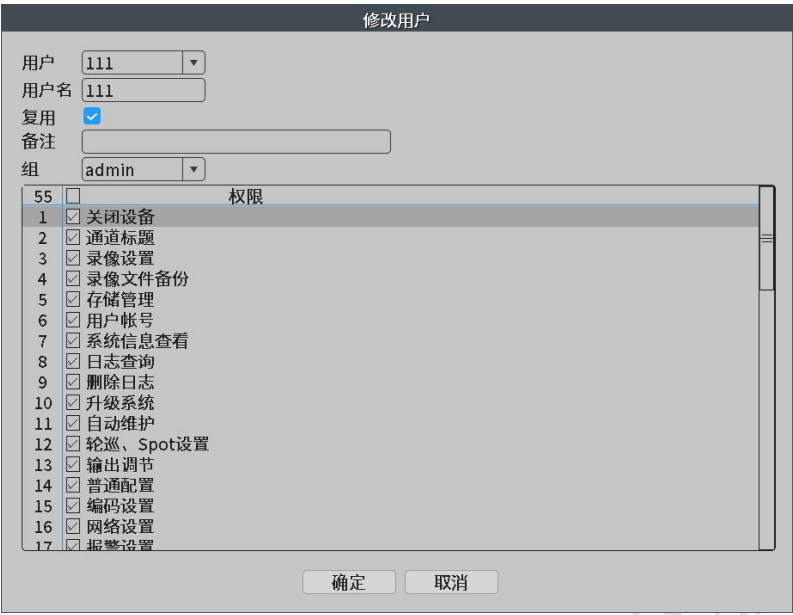 修改用户
用户 111
用户名 111
复用
备注
组 admin
55 权限
1 关闭设备
2 通道标题
3 录像设置
4 录像文件备份
5 存储管理
6 用户帐号
7 系统信息查看
8 日志查询
9 删除日志
10 升级系统
11 自动维护
12 轮巡、Spot设置
13 输出调节
14 普通配置
15 编码设置
16 网络设置
17 报警设置
确定 取消